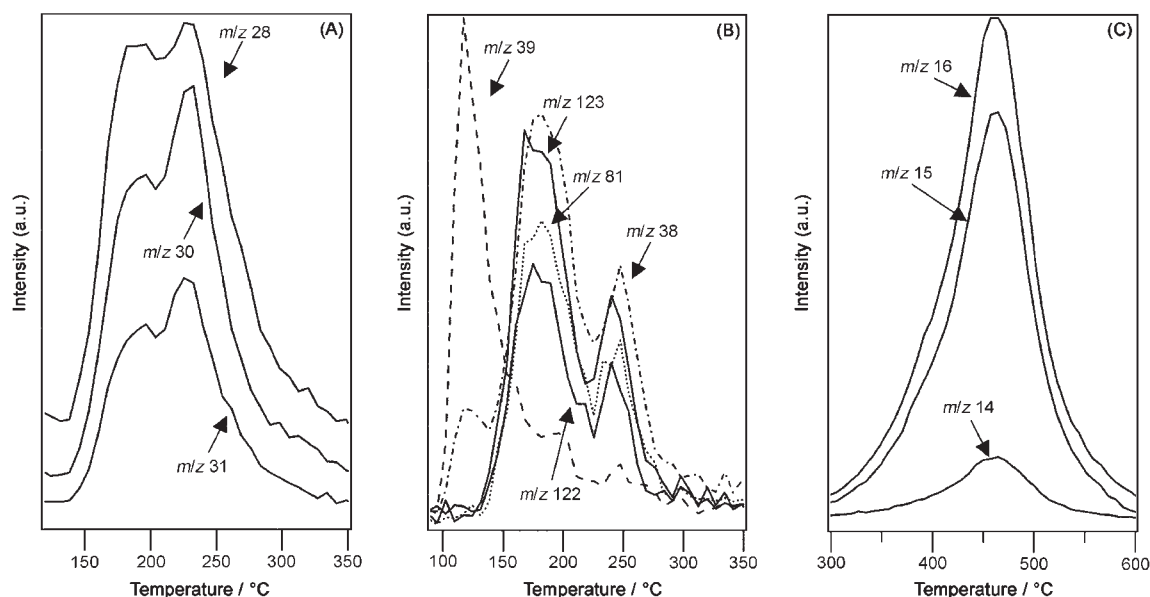 (A)
m/z 28
m/z 30
m/z 31
Intensity (a.u.)
150 200 250 300 350
Temperature / °C
(B)
m/z 39
m/z 123
m/z 81
m/z 38
m/z 122
Intensity (a.u.)
100 150 200 250 300 350
Temperature / °C
(C)
m/z 16
m/z 15
m/z 14
Intensity (a.u.)
300 400 500 600
Temperature / °C